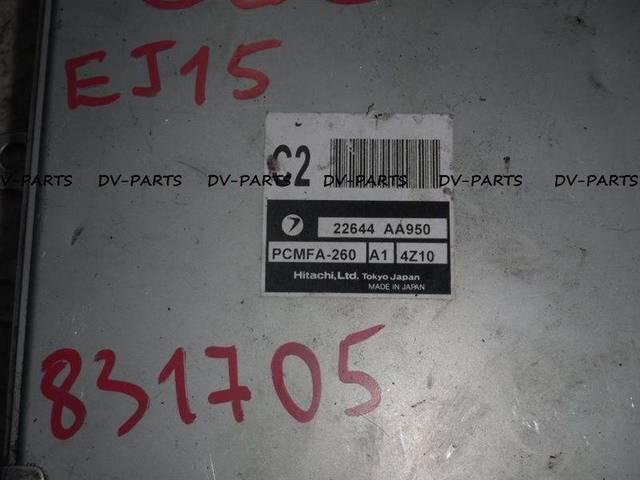 EJ15
C2
DV-PARTS DV-PARTS DV-PARTS DV-PARTS DV-PARTS DV-PARTS
22644 AA950
PCMFA-260 A1 4Z10
Hitachi,Ltd. Tokyo Japan
MADE IN JAPAN
831705